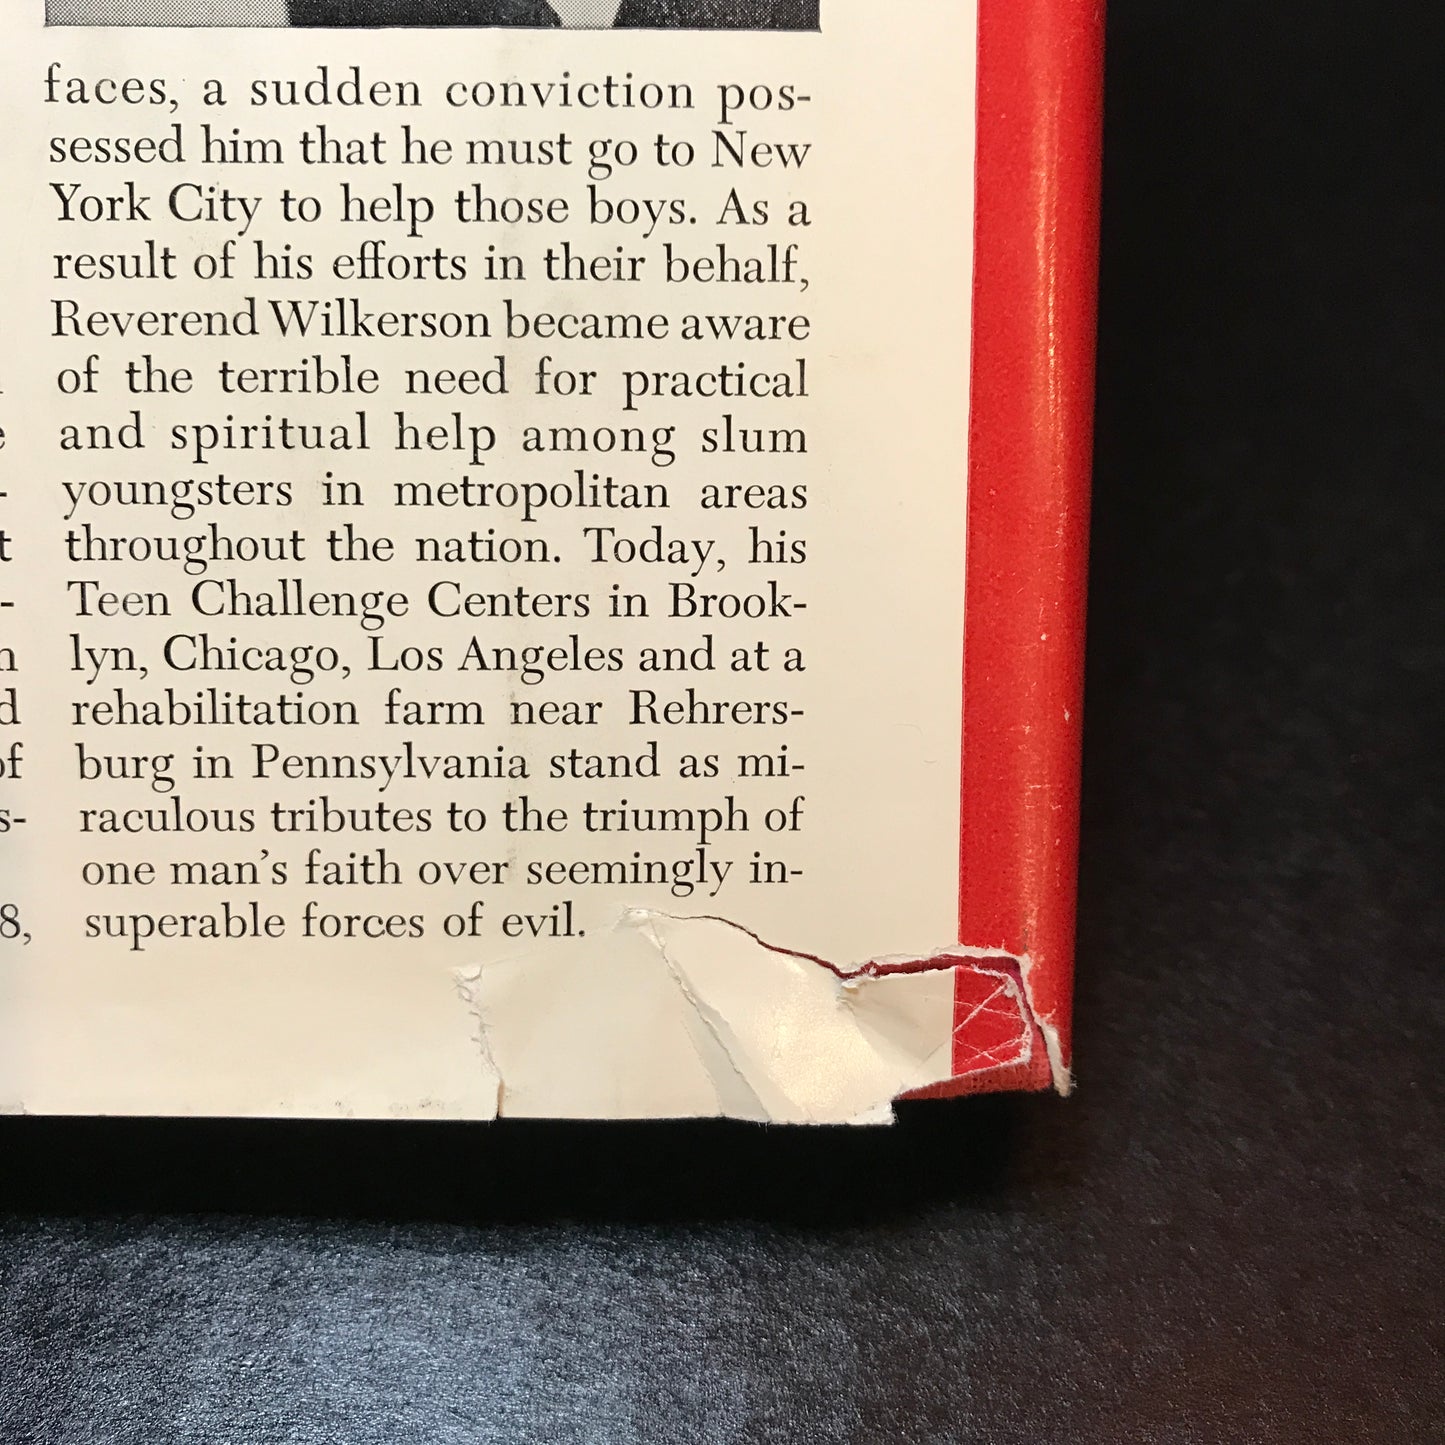 faces, a sudden conviction pos-
sessed him that he must go to New
York City to help those boys. As a
result of his efforts in their behalf,
Reverend Wilkerson became aware
of the terrible need for practical
and spiritual help among slum
youngsters in metropolitan areas
throughout the nation. Today, his
Teen Challenge Centers in Brook-
lyn, Chicago, Los Angeles and at a
rehabilitation farm near Rehrers-
burg in Pennsylvania stand as mi-
raculous tributes to the triumph of
one man's faith over seemingly in-
superable forces of evil.